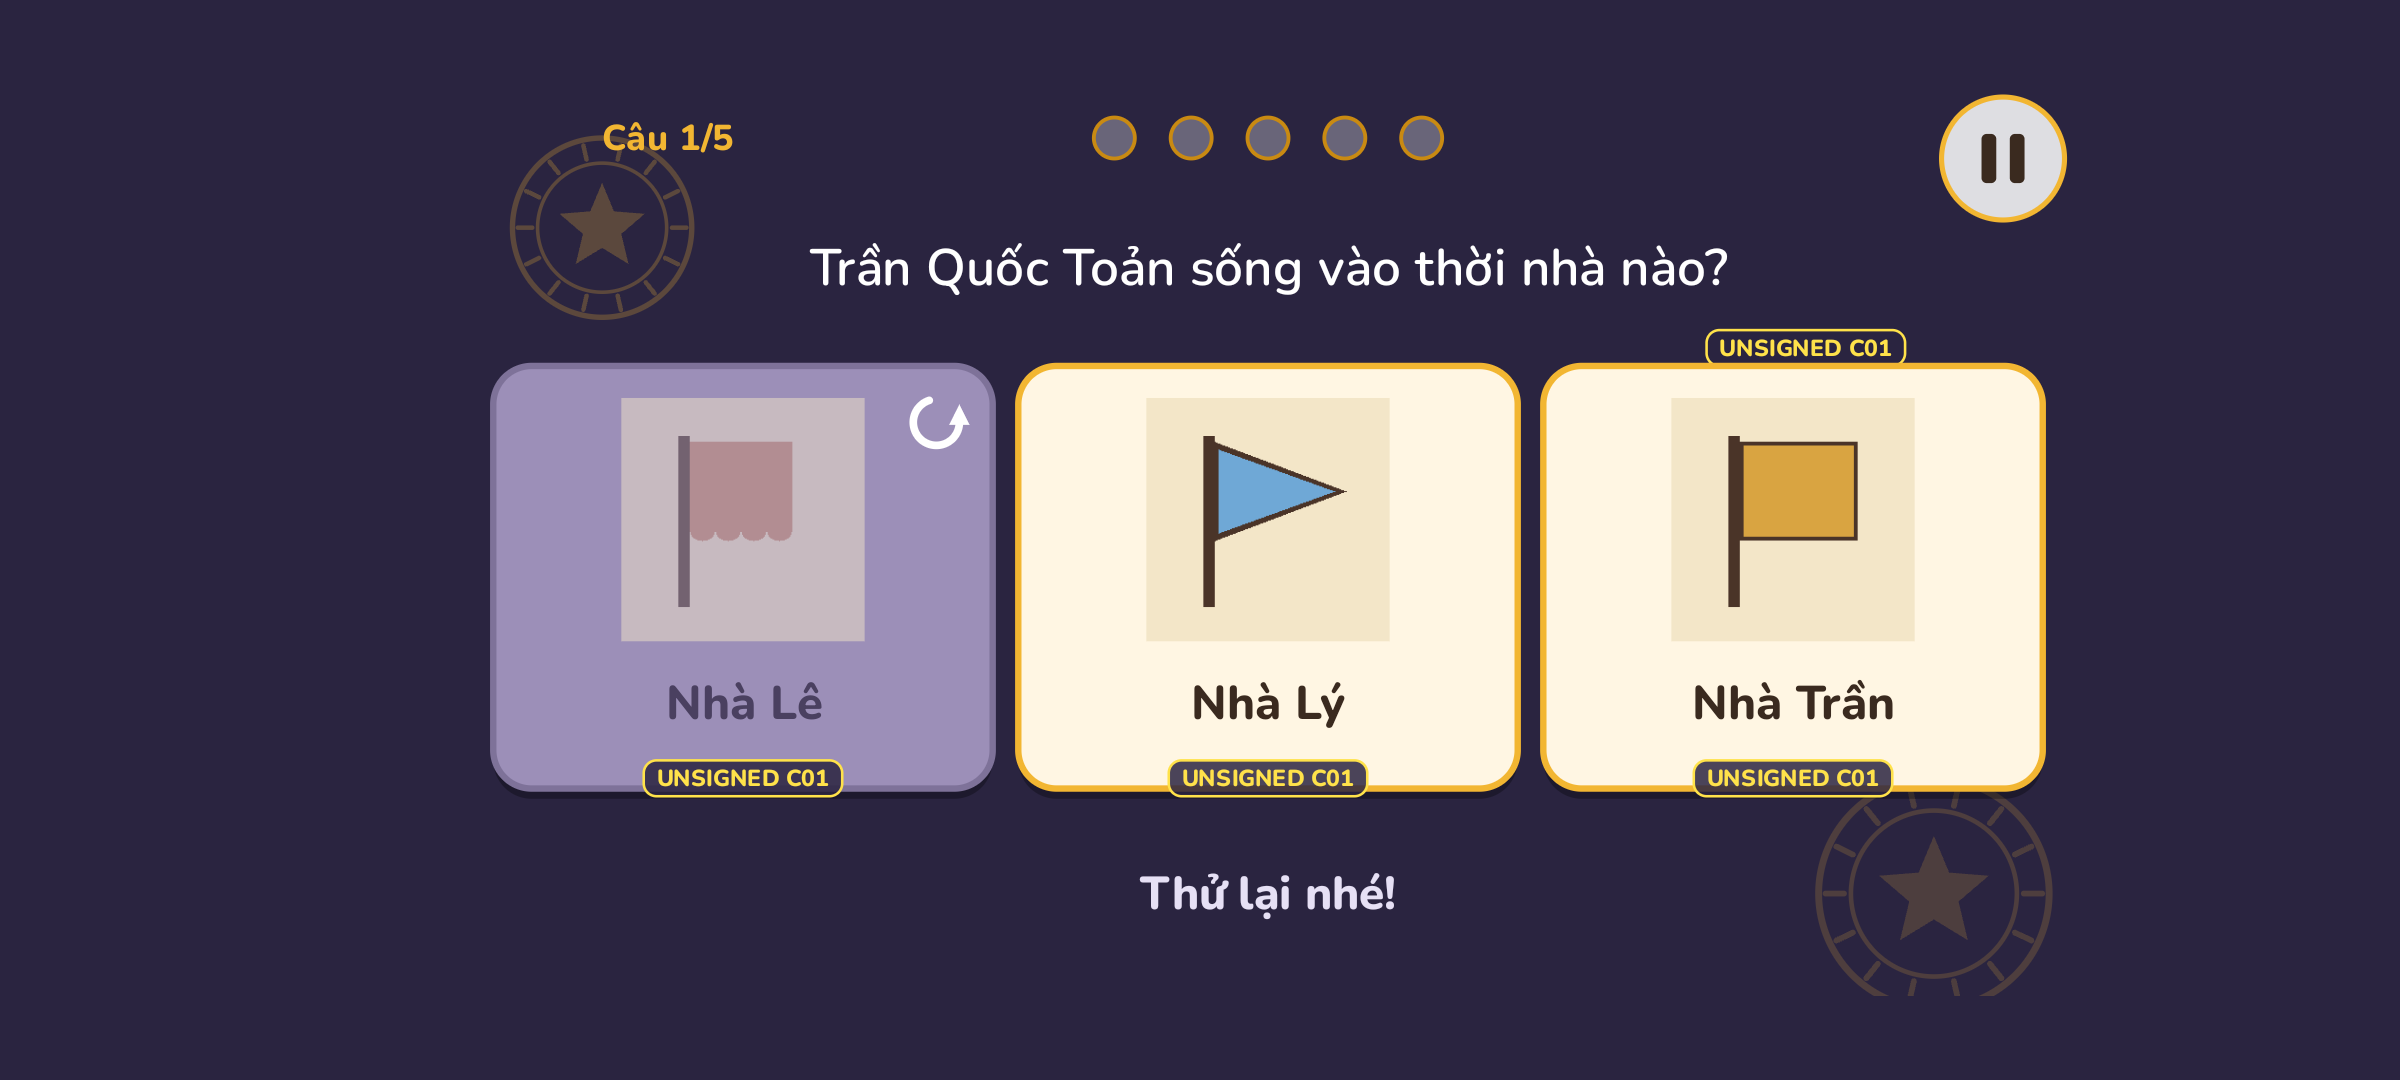 Câu 1/5
Trần Quốc Toản sống vào thời nhà nào?
UNSIGNED C01
Nhà Lê
Nhà Lý
Nhà Trần
UNSIGNED C01
UNSIGNED C01
UNSIGNED C01
Thử lại nhé!